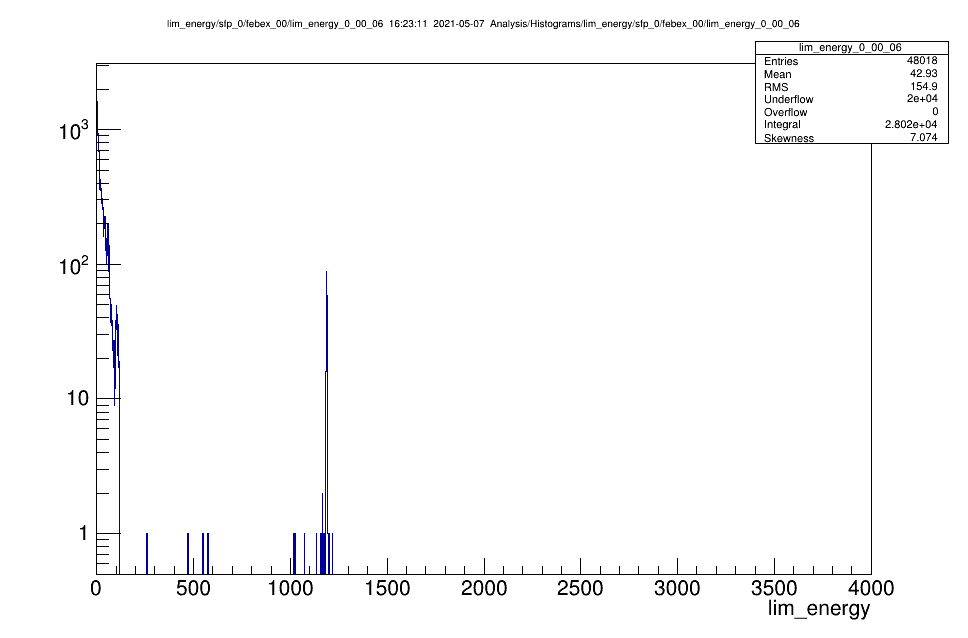 lim_energy/sfp_0/febex_00/lim_energy_0_00_06 16:23:11 2021-05-07 Analysis/Histograms/lim_energy/sfp_0/febex_00/lim_energy_0_00_06
lim_energy_0_00_06
Entries 48018
Mean 42.93
RMS 154.9
Underflow 2e+04
Overflow 0
Integral 2.802e+04
Skewness 7.074
10³
10²
10
1
0 500 1000 1500 2000 2500 3000 3500 4000
lim_energy